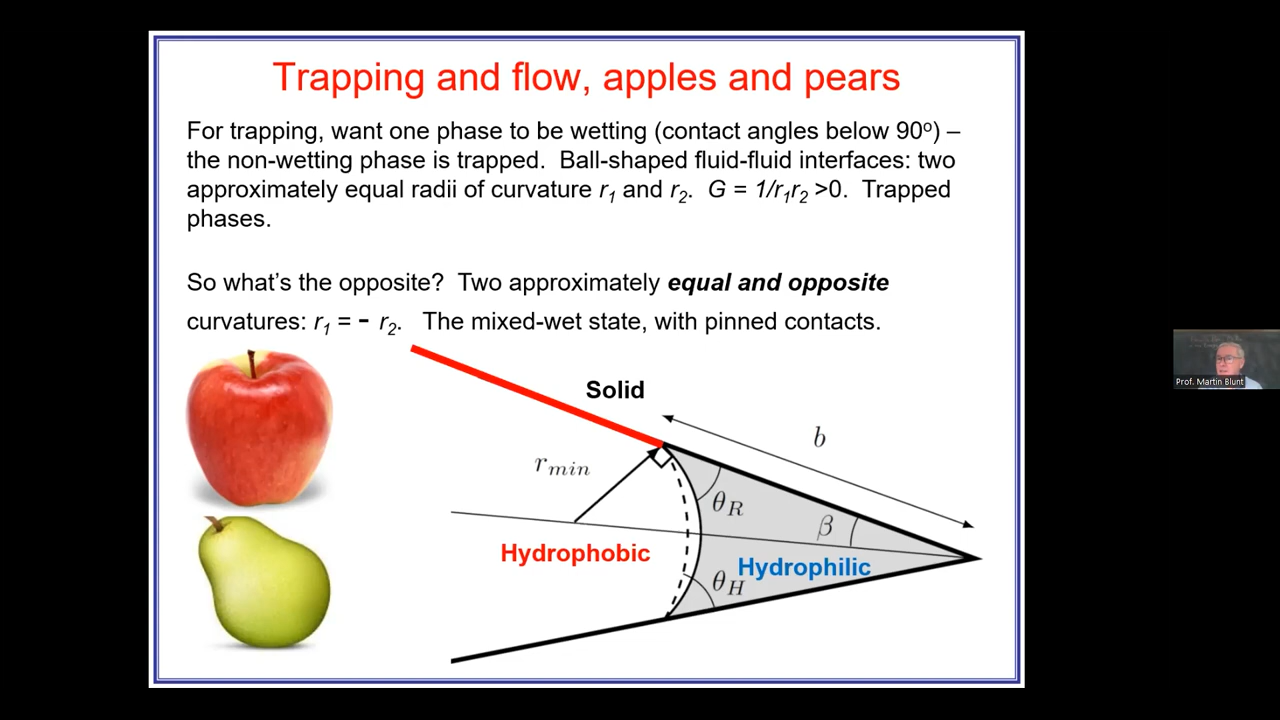 Trapping and flow, apples and pears
For trapping, want one phase to be wetting (contact angles below 90º) –
the non-wetting phase is trapped.  Ball-shaped fluid-fluid interfaces: two
approximately equal radii of curvature r₁ and r₂.  G = 1/r₁r₂ >0.  Trapped
phases.
So what's the opposite?  Two approximately equal and opposite
curvatures: r₁ = - r₂.   The mixed-wet state, with pinned contacts.
Solid
b
r_min
θ_R
β
Hydrophobic
Hydrophilic
θ_H
Prof. Martin Blunt